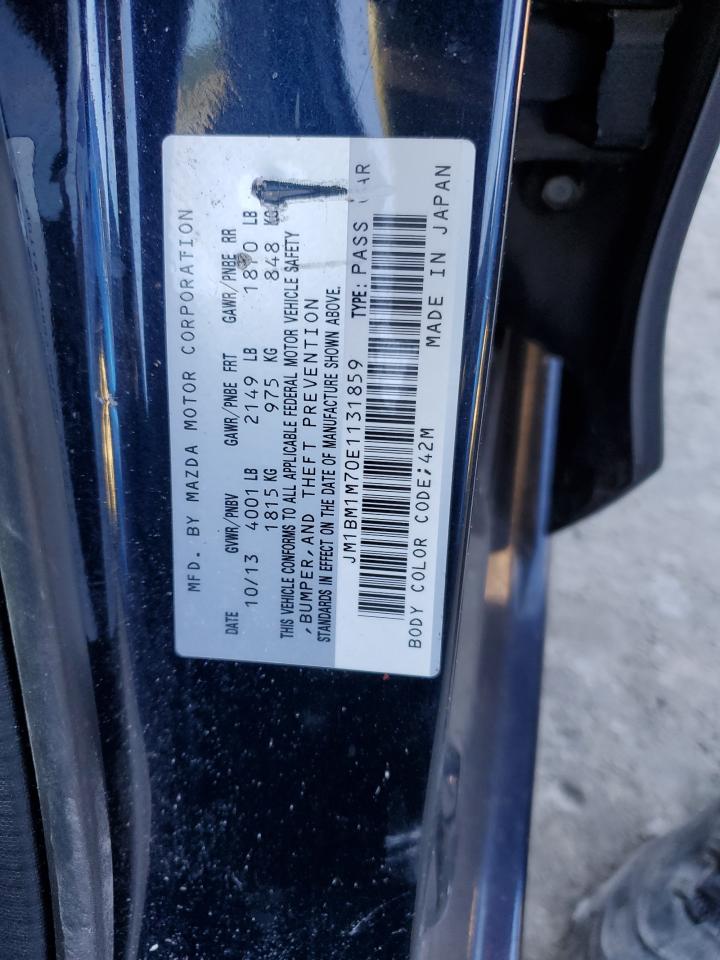 MFD. BY MAZDA MOTOR CORPORATION
DATE GVWR/PNBV GAWR/PNBE FRT GAWR/PNBE RR
10/13 4001 LB 2149 LB 1870 LB
1815 KG 975 KG 848 KG
THIS VEHICLE CONFORMS TO ALL APPLICABLE FEDERAL MOTOR VEHICLE SAFETY
,BUMPER,AND THEFT PREVENTION
STANDARDS IN EFFECT ON THE DATE OF MANUFACTURE SHOWN ABOVE.
JM1BM1M70E1131859 TYPE: PASS CAR
BODY COLOR CODE;42M MADE IN JAPAN